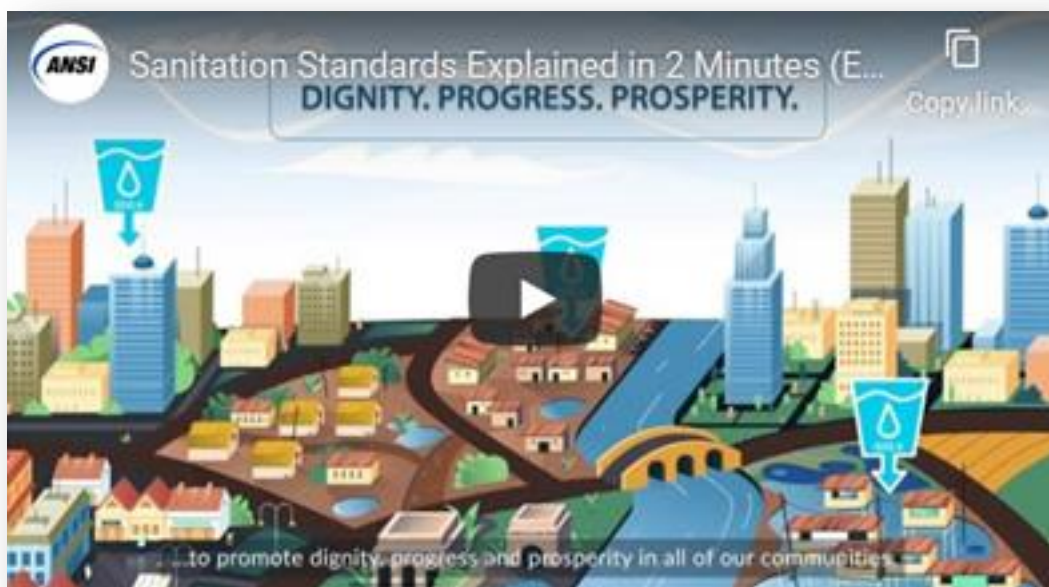 ANSI
Sanitation Standards Explained in 2 Minutes (E...
Copy link
DIGNITY. PROGRESS. PROSPERITY.
...to promote dignity, progress and prosperity in all of our communities